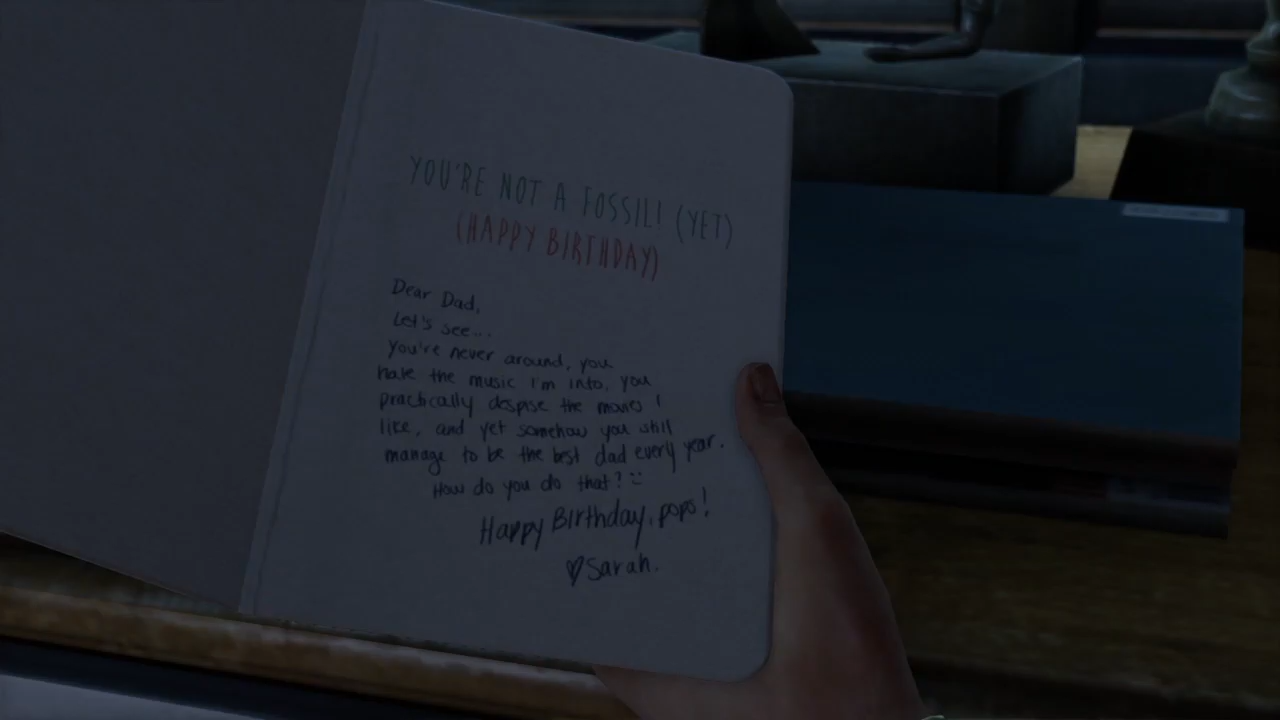 YOU'RE NOT A FOSSIL! (YET)
(HAPPY BIRTHDAY)
Dear Dad,
Let's see...
You're never around, you
hate the music I'm into, you
practically despise the movies I
like, and yet somehow you still
manage to be the best dad every year.
How do you do that? :)
Happy Birthday, pops!
♡Sarah.